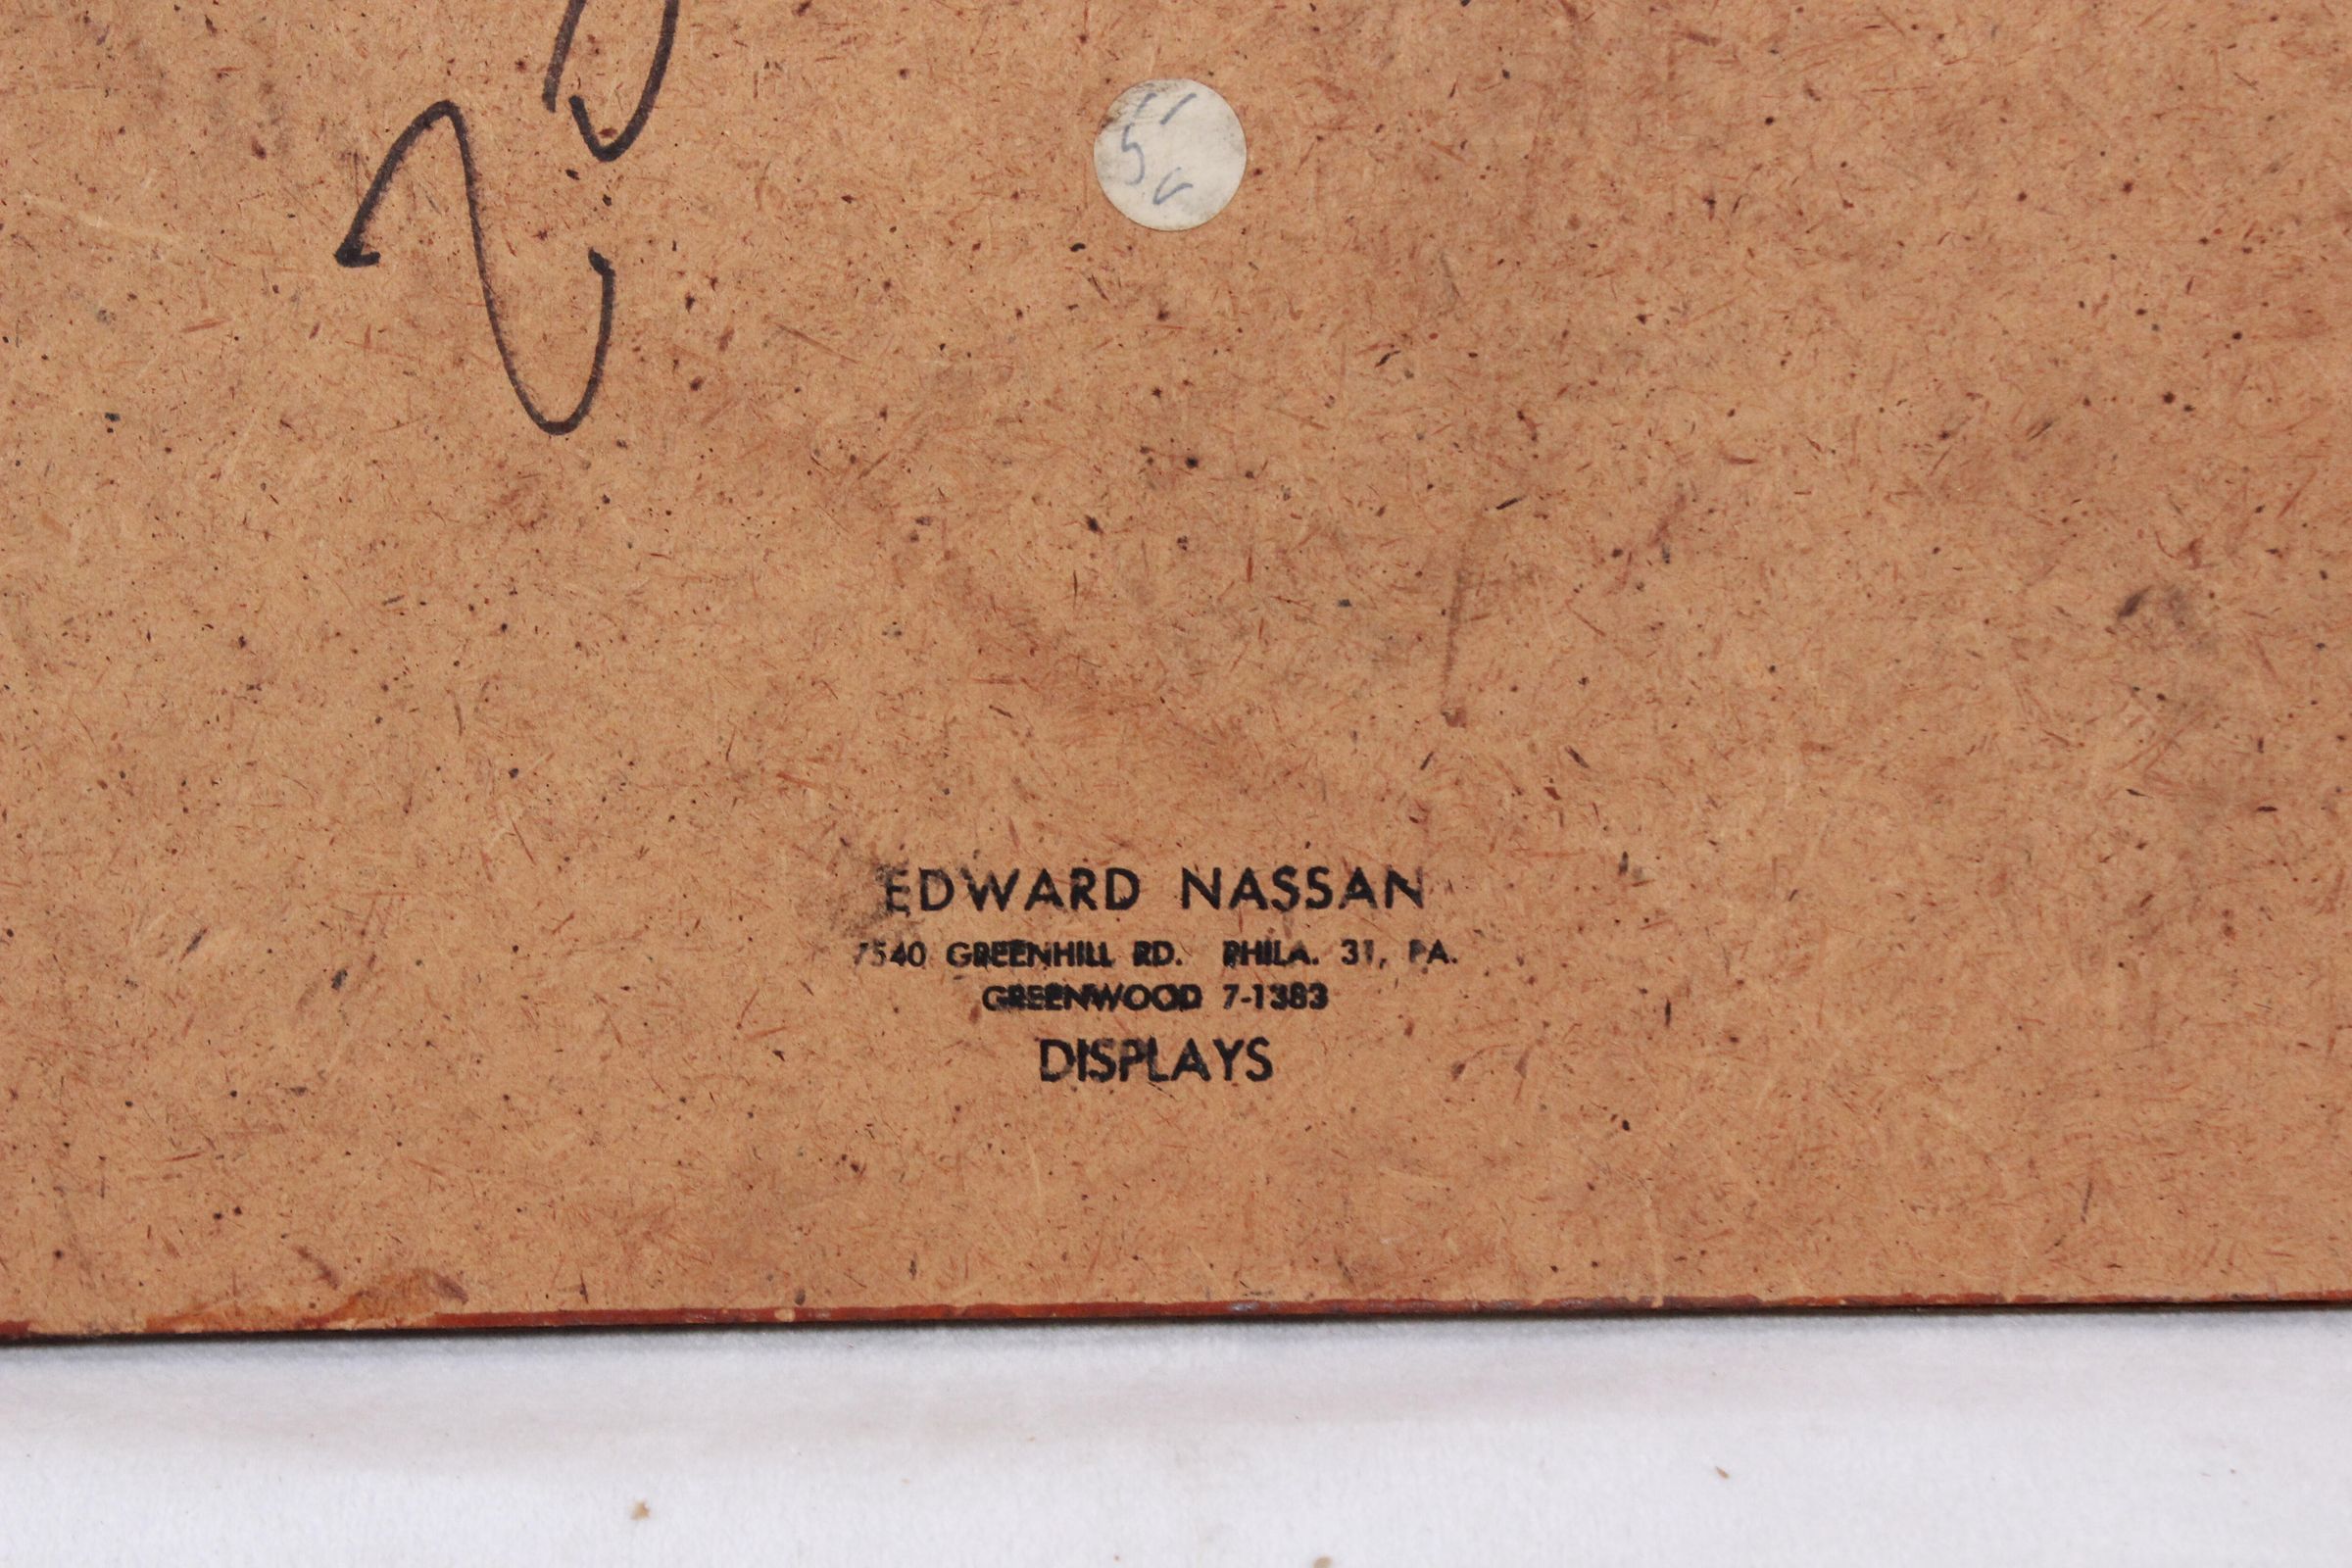 EDWARD NASSAN
7540 GREENHILL RD. PHILA. 31, PA.
GREENWOOD 7-1383
DISPLAYS